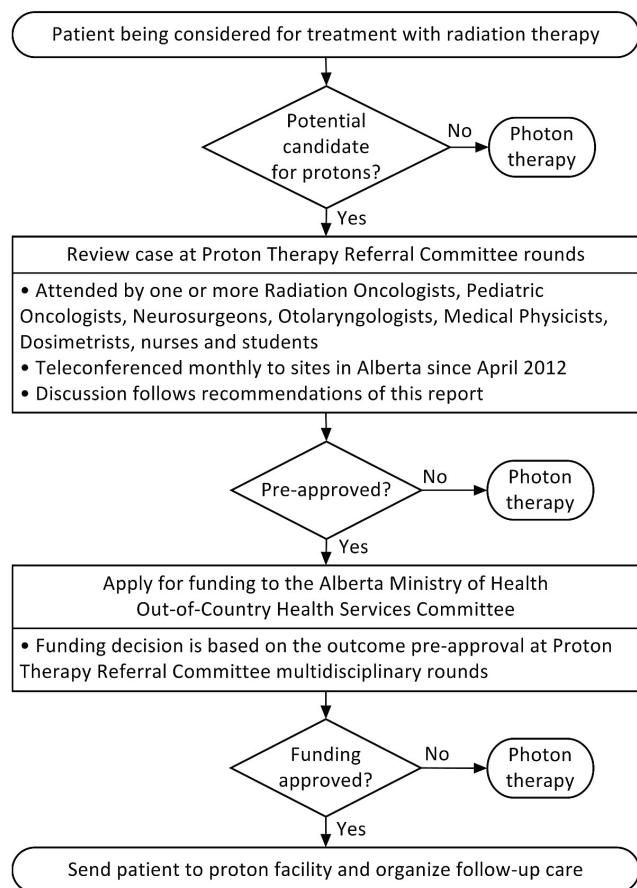 Patient being considered for treatment with radiation therapy
Potential
candidate
for protons?
No
Photon
therapy
Yes
Review case at Proton Therapy Referral Committee rounds
• Attended by one or more Radiation Oncologists, Pediatric
Oncologists, Neurosurgeons, Otolaryngologists, Medical Physicists,
Dosimetrists, nurses and students
• Teleconferenced monthly to sites in Alberta since April 2012
• Discussion follows recommendations of this report
Pre-approved?
No
Photon
therapy
Yes
Apply for funding to the Alberta Ministry of Health
Out-of-Country Health Services Committee
• Funding decision is based on the outcome pre-approval at Proton
Therapy Referral Committee multidisciplinary rounds
Funding
approved?
No
Photon
therapy
Yes
Send patient to proton facility and organize follow-up care